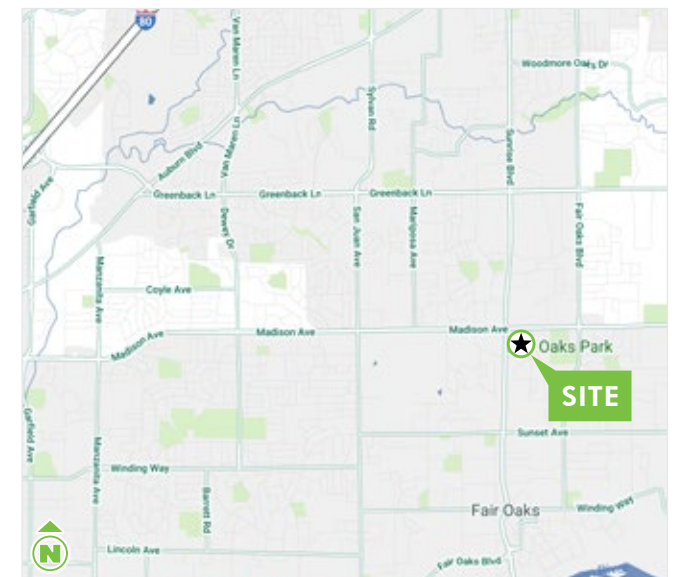 80
Van Maren Ln
Woodmore Oaks Dr
Sylvan Rd
Van Maren Ln
Sunrise Blvd
Auburn Blvd
Garfield Ave
Greenback Ln
Greenback Ln
Greenback Ln
Dewey Dr
San Juan Ave
Mariposa Ave
Fair Oaks Blvd
Manzanita Ave
Coyle Ave
Madison Ave
Madison Ave
Madison Ave
Oaks Park
SITE
Garfield Ave
Manzanita Ave
Sunset Ave
Winding Way
Barrett Rd
Fair Oaks
Winding Way
N
Lincoln Ave
Fair Oaks Blvd